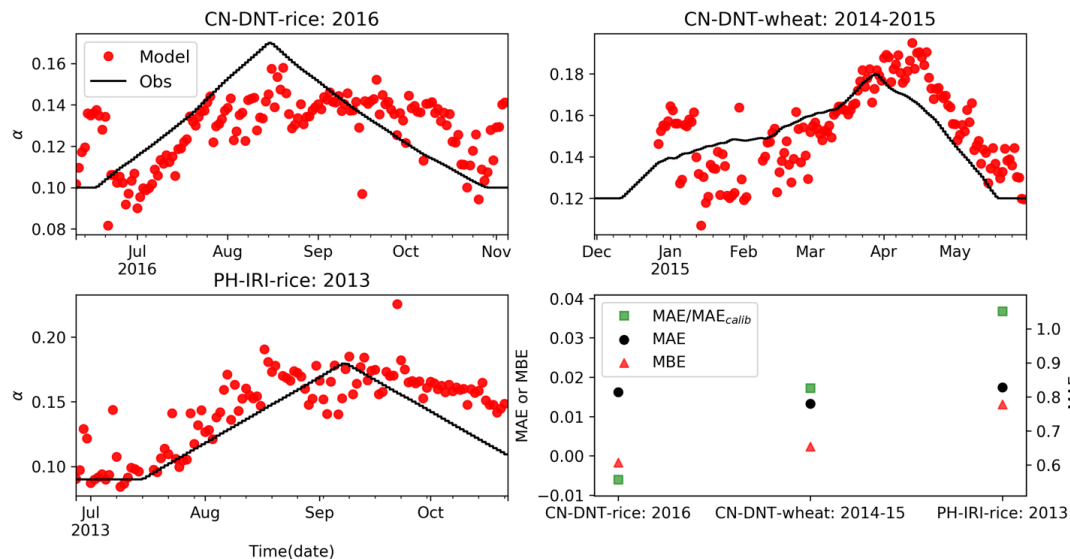 CN-DNT-rice: 2016
CN-DNT-wheat: 2014-2015
0.16
0.14
0.12
0.10
0.08
α
Model
Obs
Jul
2016
Aug
Sep
Oct
Nov
0.18
0.16
0.14
0.12
Dec
Jan
2015
Feb
Mar
Apr
May
PH-IRI-rice: 2013
0.20
0.15
0.10
α
Jul
2013
Aug
Sep
Oct
Time(date)
0.04
0.03
0.02
0.01
0.00
−0.01
MAE or MBE
MAE/MAEcalib
MAE
MBE
1.0
0.9
0.8
0.7
0.6
CN-DNT-rice: 2016
CN-DNT-wheat: 2014-15
PH-IRI-rice: 2013